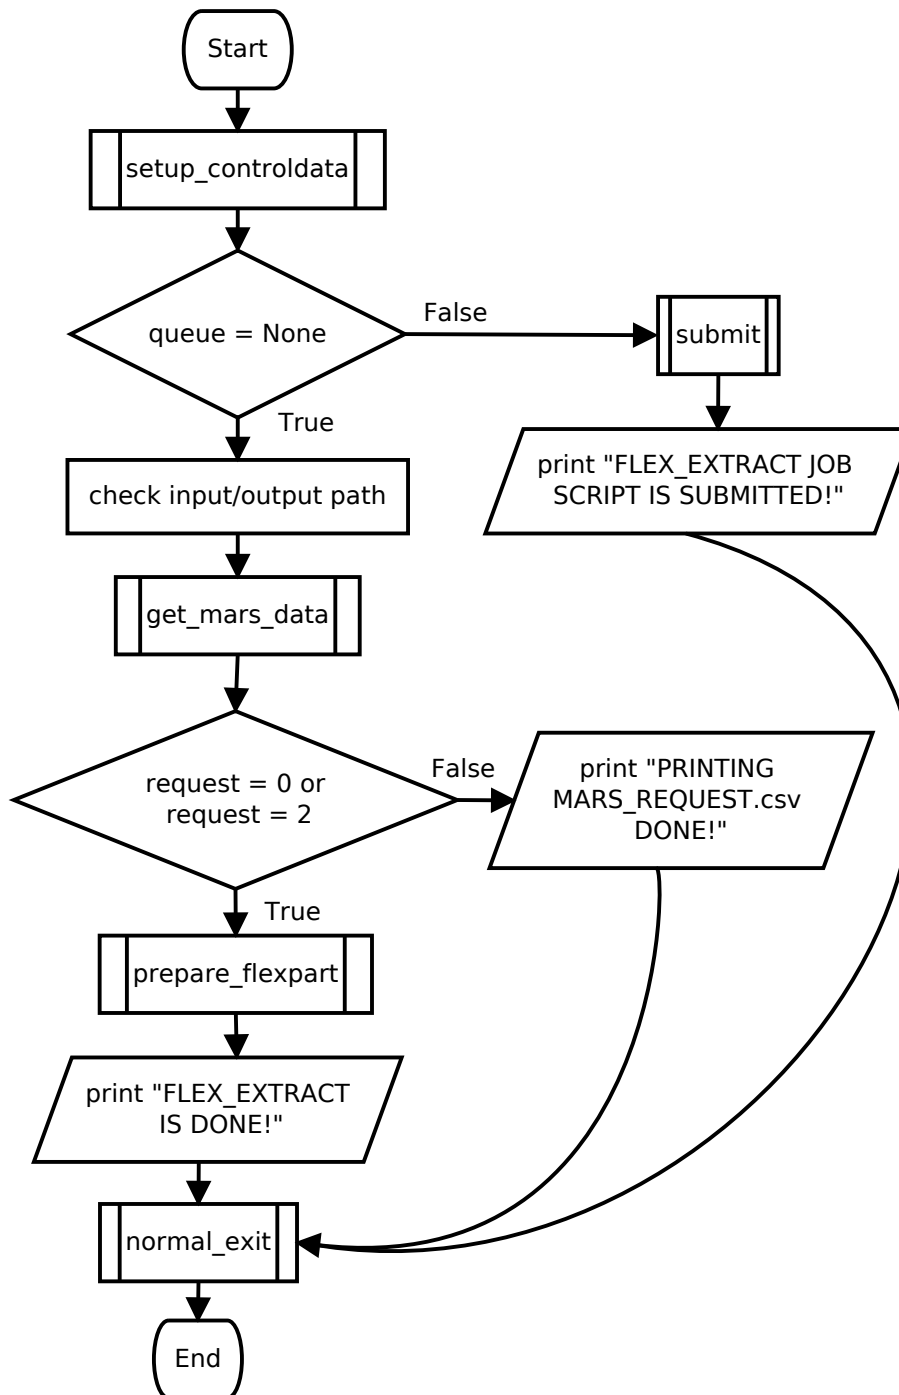 Start
setup_controldata
queue = None
False
submit
True
print "FLEX_EXTRACT JOB
SCRIPT IS SUBMITTED!"
check input/output path
get_mars_data
request = 0 or
request = 2
False
print "PRINTING
MARS_REQUEST.csv
DONE!"
True
prepare_flexpart
print "FLEX_EXTRACT
IS DONE!"
normal_exit
End